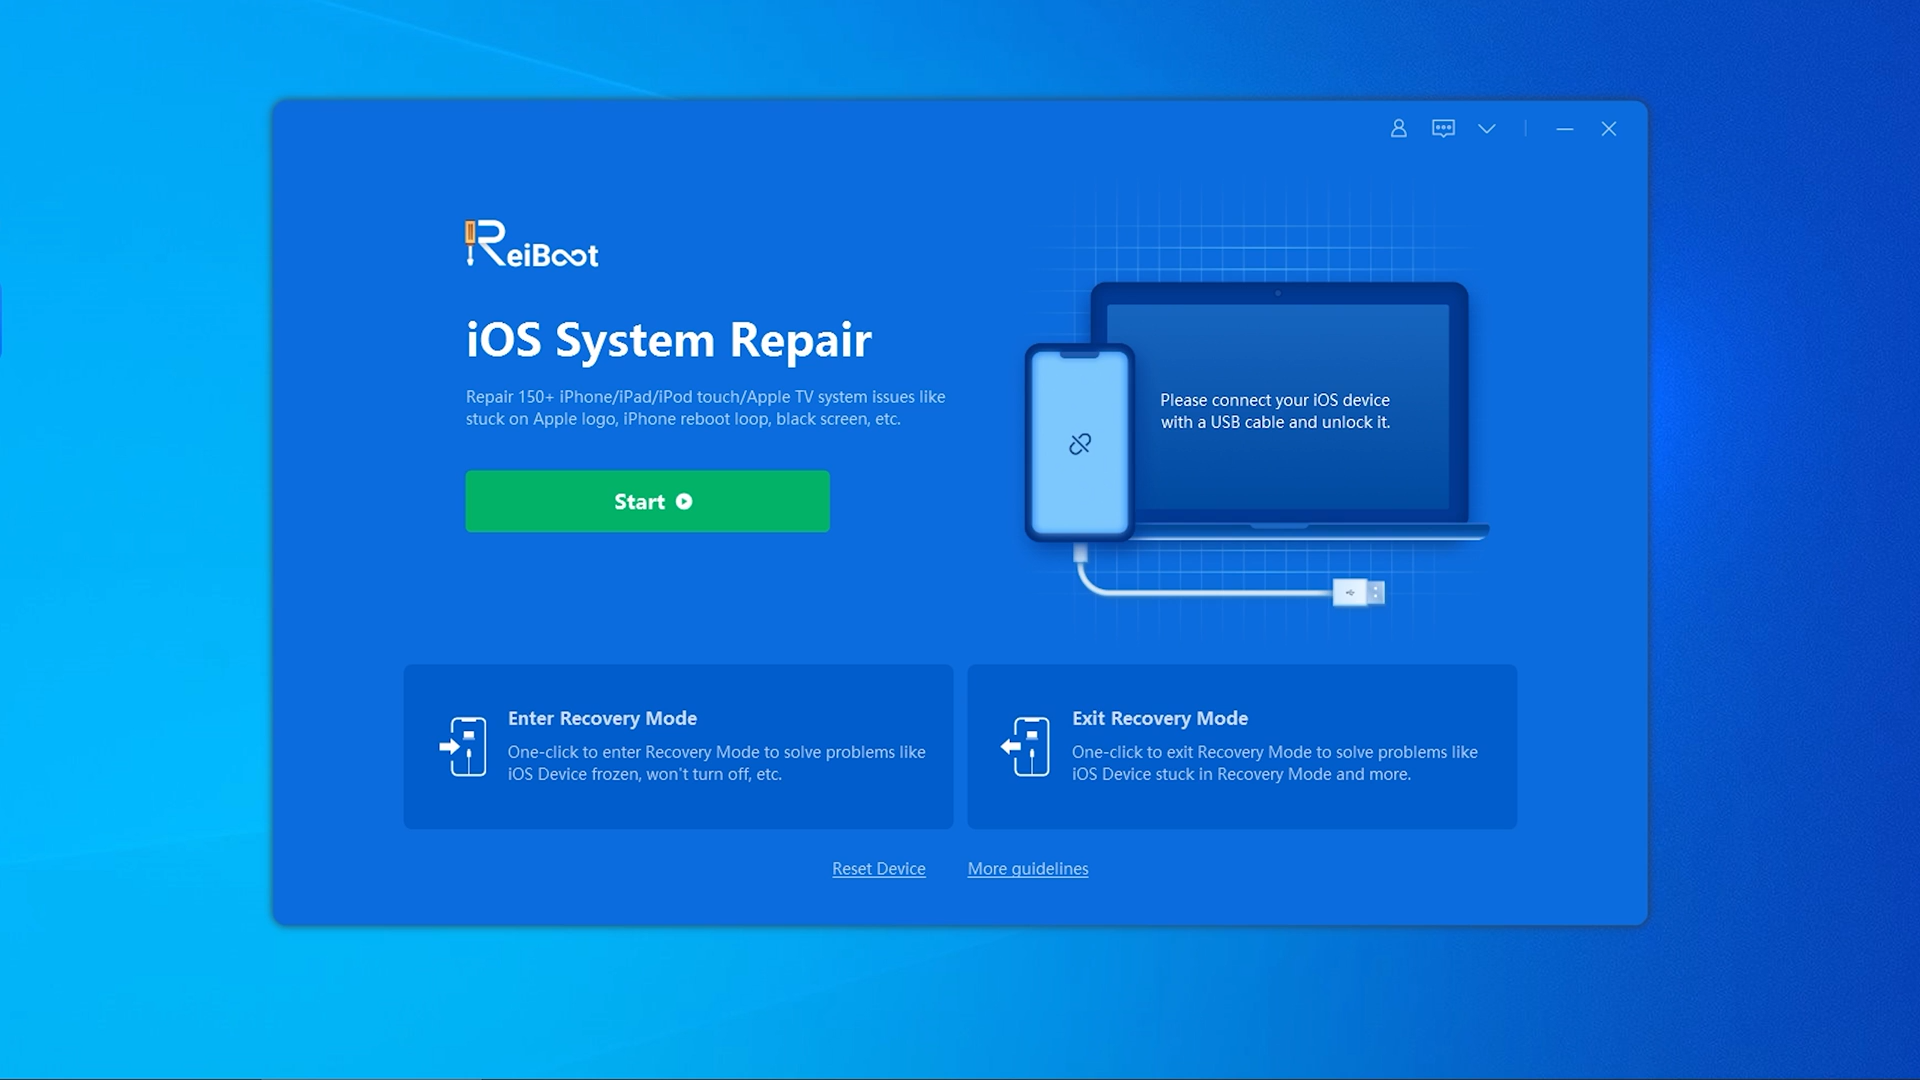 ReiBoot
iOS System Repair
Repair 150+ iPhone/iPad/iPod touch/Apple TV system issues like
stuck on Apple logo, iPhone reboot loop, black screen, etc.
Start
Please connect your iOS device
with a USB cable and unlock it.
Enter Recovery Mode
One-click to enter Recovery Mode to solve problems like
iOS Device frozen, won't turn off, etc.
Exit Recovery Mode
One-click to exit Recovery Mode to solve problems like
iOS Device stuck in Recovery Mode and more.
Reset Device
More guidelines